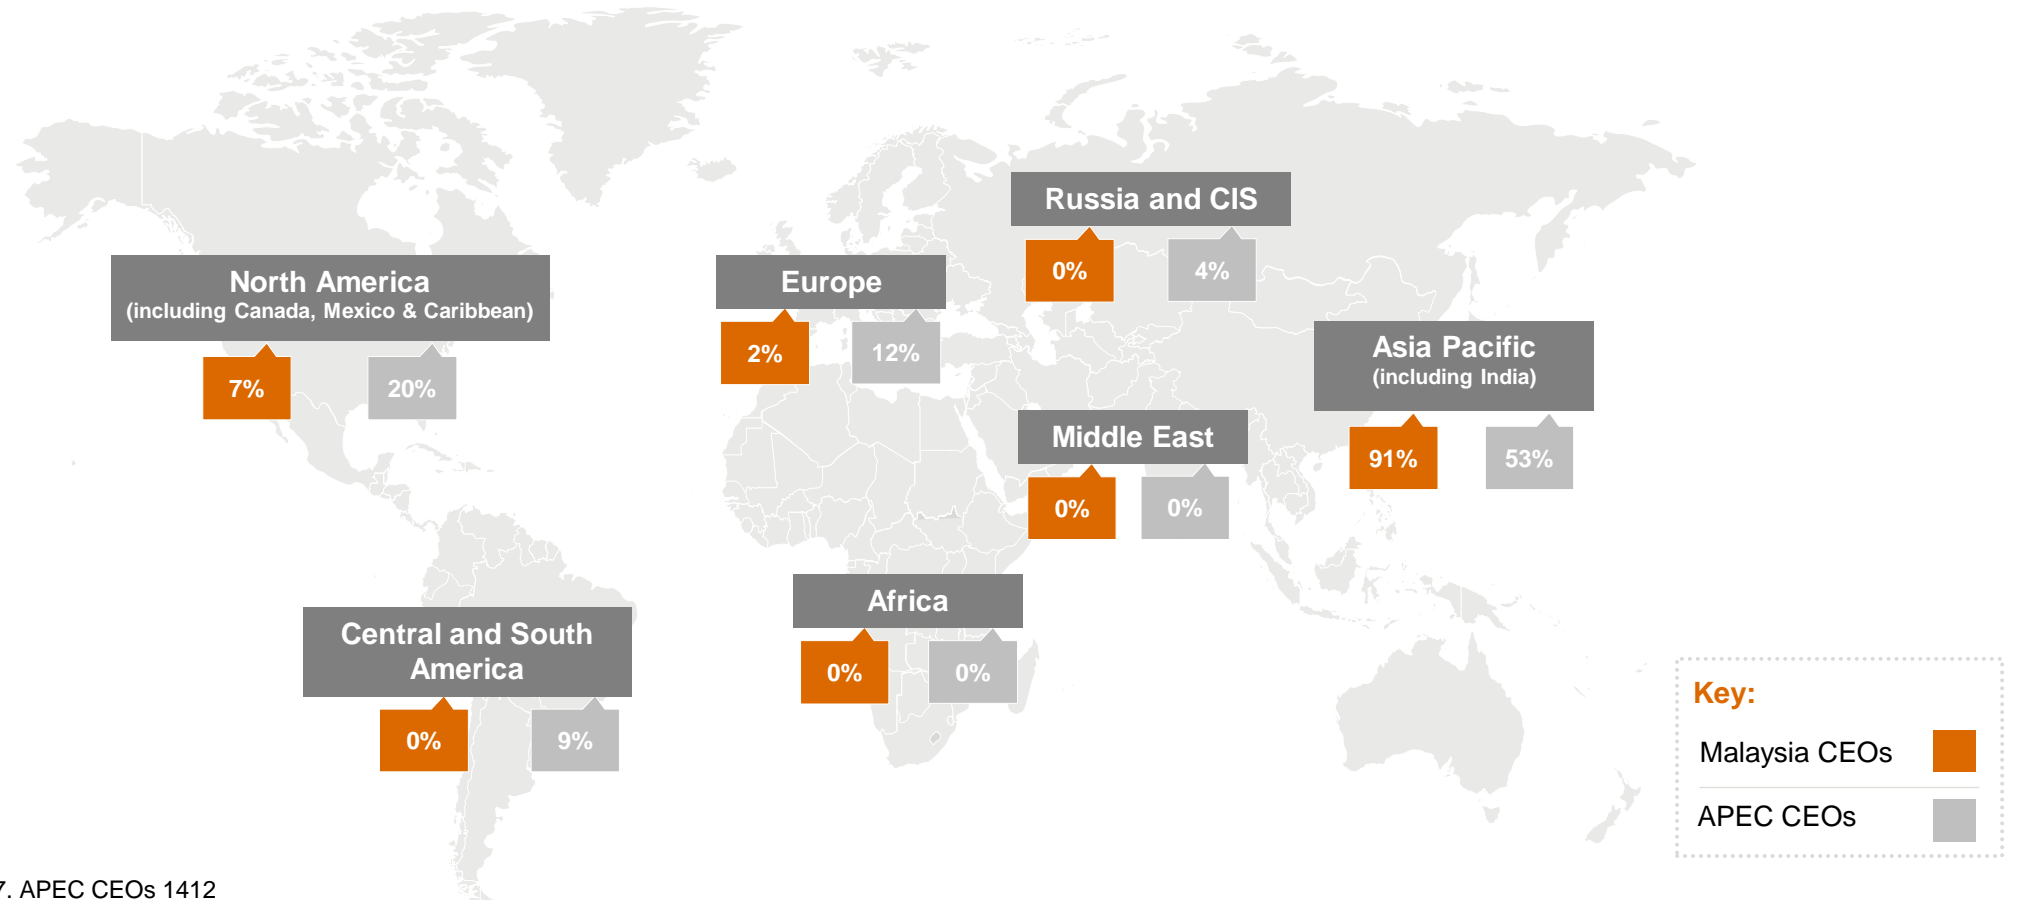 Russia and CIS
0%
4%
North America
(including Canada, Mexico & Caribbean)
7%
20%
Europe
2%
12%
Asia Pacific
(including India)
91%
53%
Middle East
0%
0%
Africa
0%
0%
Central and South
America
0%
9%
Key:
Malaysia CEOs
APEC CEOs
7. APEC CEOs 1412